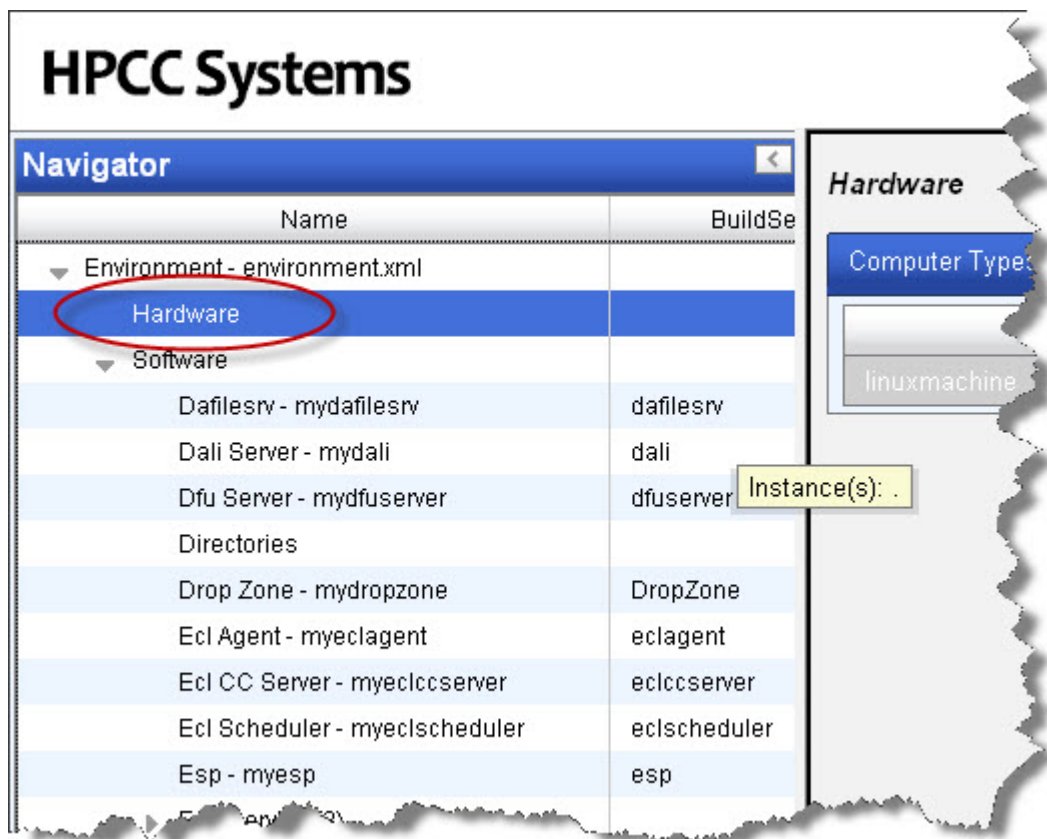 HPCC Systems
Navigator
<
Name BuildSe
Environment - environment.xml
Hardware
Software
Dafilesrv - mydafilesrv dafilesrv
Dali Server - mydali dali
Dfu Server - mydfuserver dfuserver
Directories
Drop Zone - mydropzone DropZone
Ecl Agent - myeclagent eclagent
Ecl CC Server - myeclccserver eclccserver
Ecl Scheduler - myeclscheduler eclscheduler
Esp - myesp esp
Hardware
Computer Types
linuxmachine
Instance(s): .